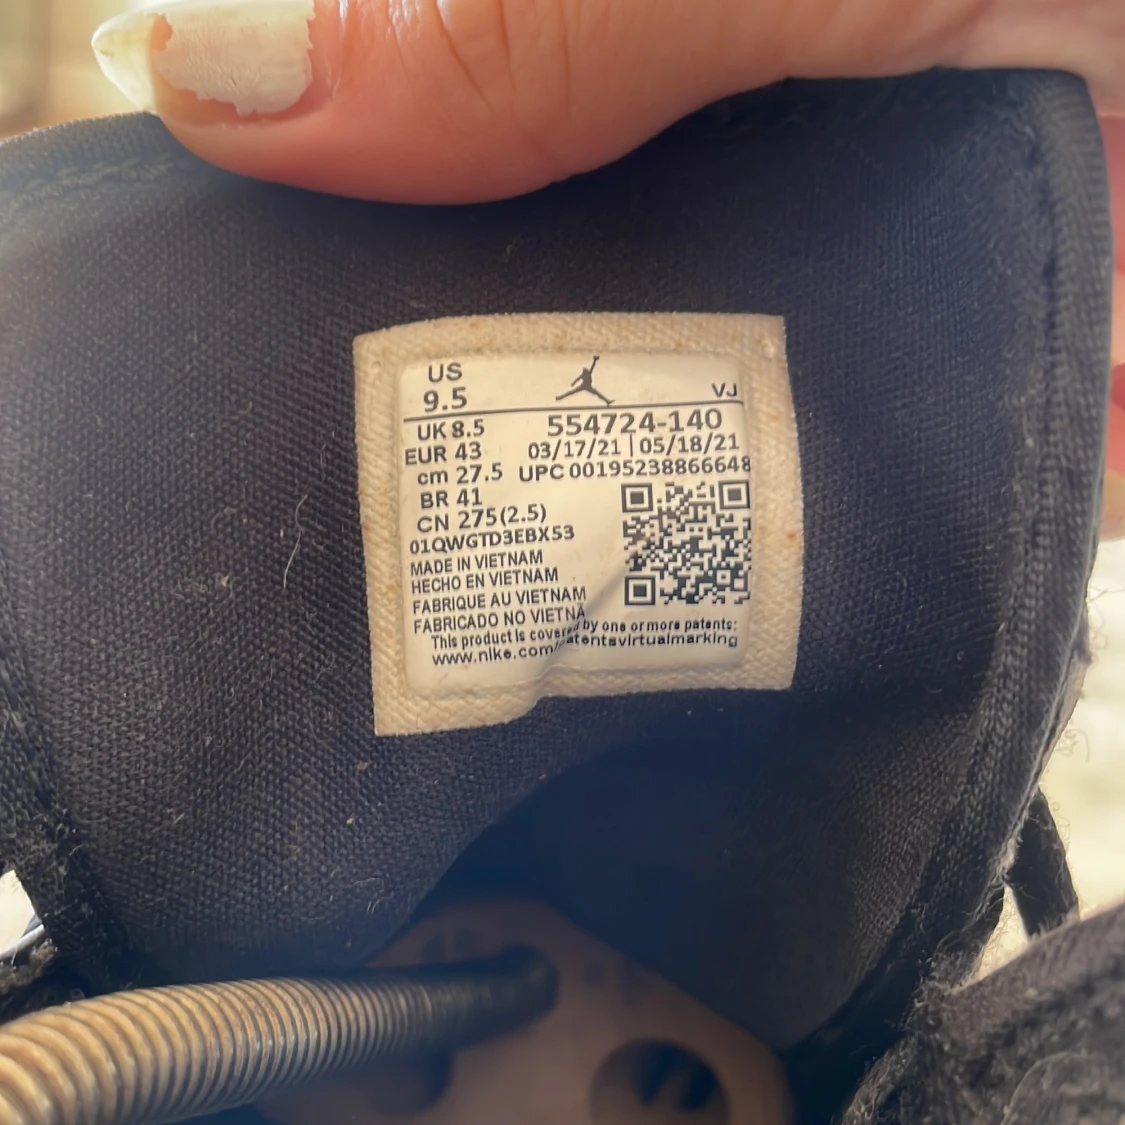 US
9.5
VJ
UK 8.5
554724-140
EUR 43
03/17/21 | 05/18/21
cm 27.5
UPC 00195238866648
BR 41
CN 275(2.5)
01QWGTD3EBX53
MADE IN VIETNAM
HECHO EN VIETNAM
FABRIQUE AU VIETNAM
FABRICADO NO VIETNÃ
This product is covered by one or more patents:
www.nike.com/patentsvirtualmarking